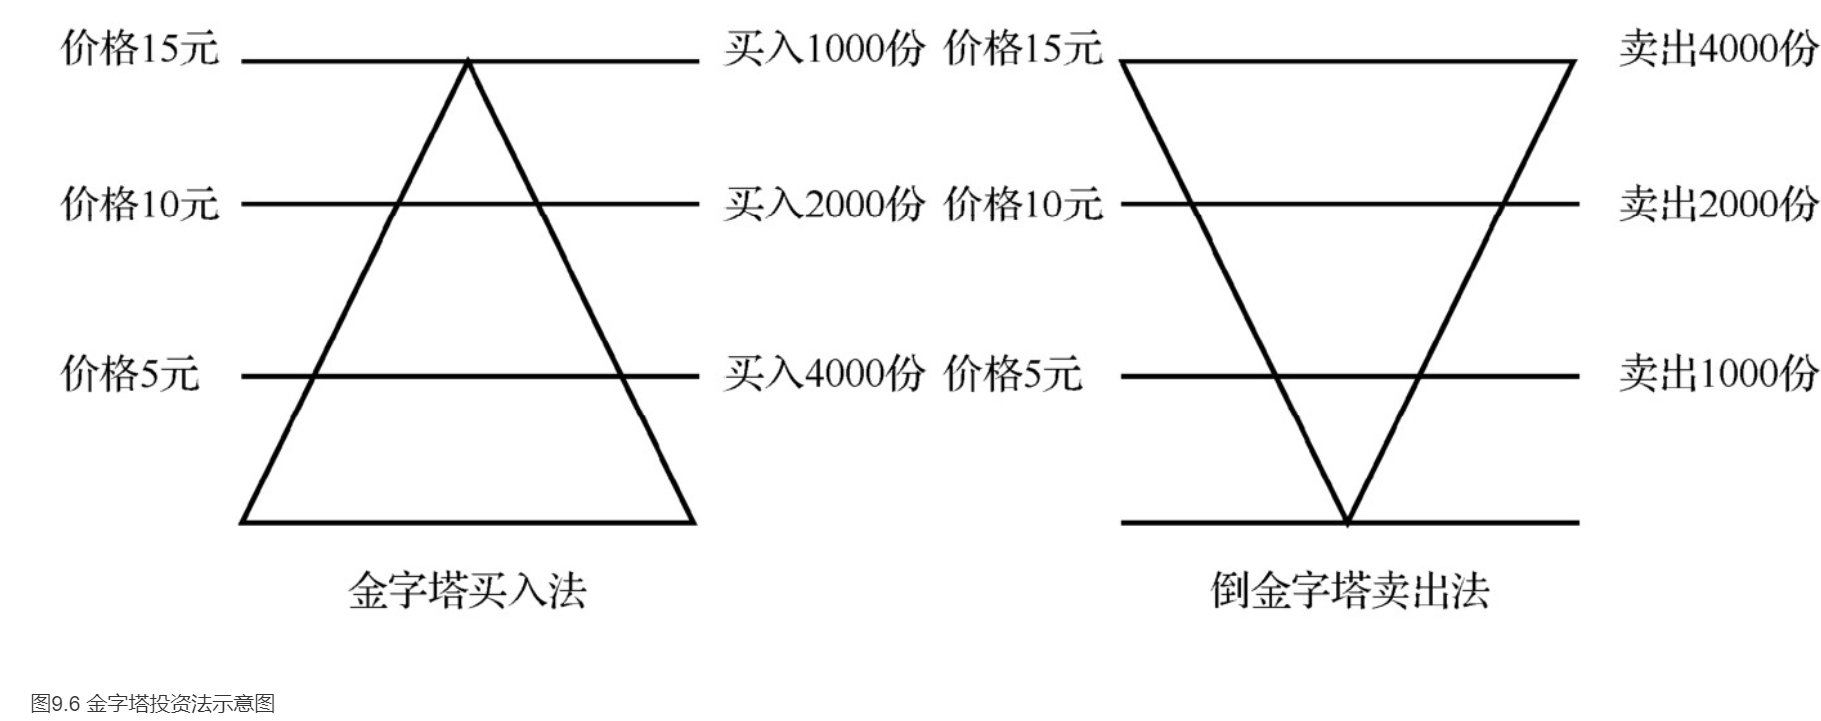 价格15元 买入1000份 价格15元 卖出4000份
价格10元 买入2000份 价格10元 卖出2000份
价格5元 买入4000份 价格5元 卖出1000份
金字塔买入法 倒金字塔卖出法
图9.6 金字塔投资法示意图